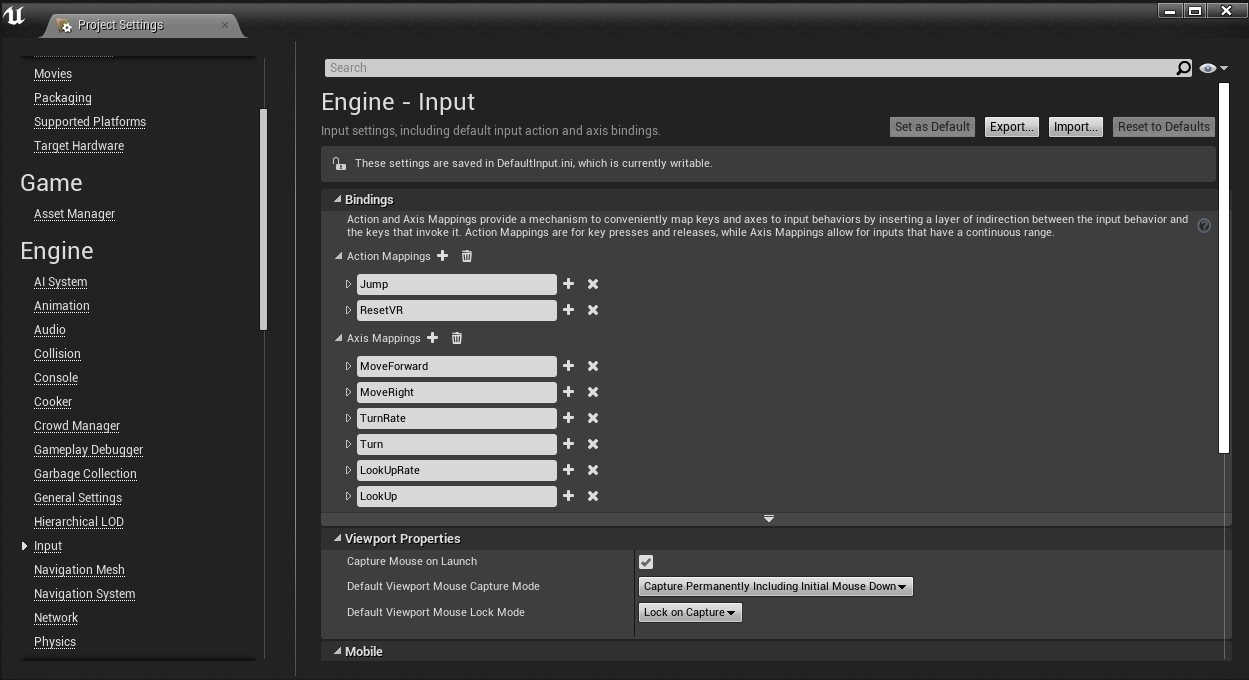 Project Settings
Movies
Packaging
Supported Platforms
Target Hardware
Game
Asset Manager
Engine
AI System
Animation
Audio
Collision
Console
Cooker
Crowd Manager
Gameplay Debugger
Garbage Collection
General Settings
Hierarchical LOD
Input
Navigation Mesh
Navigation System
Network
Physics
Search
Engine - Input
Input settings, including default input action and axis bindings.
Set as Default Export... Import... Reset to Defaults
These settings are saved in DefaultInput.ini, which is currently writable.
Bindings
Action and Axis Mappings provide a mechanism to conveniently map keys and axes to input behaviors by inserting a layer of indirection between the input behavior and
the keys that invoke it. Action Mappings are for key presses and releases, while Axis Mappings allow for inputs that have a continuous range.
Action Mappings
Jump
ResetVR
Axis Mappings
MoveForward
MoveRight
TurnRate
Turn
LookUpRate
LookUp
Viewport Properties
Capture Mouse on Launch
Default Viewport Mouse Capture Mode Capture Permanently Including Initial Mouse Down
Default Viewport Mouse Lock Mode Lock on Capture
Mobile